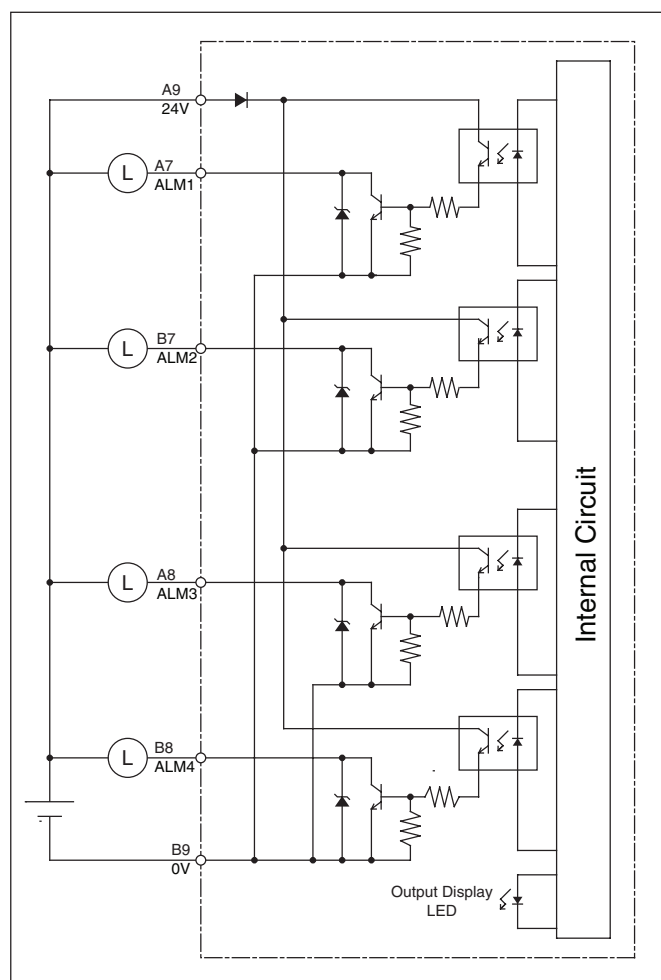 A9
24V
L
A7
ALM1
L
B7
ALM2
L
A8
ALM3
L
B8
ALM4
B9
0V
Internal Circuit
Output Display
LED